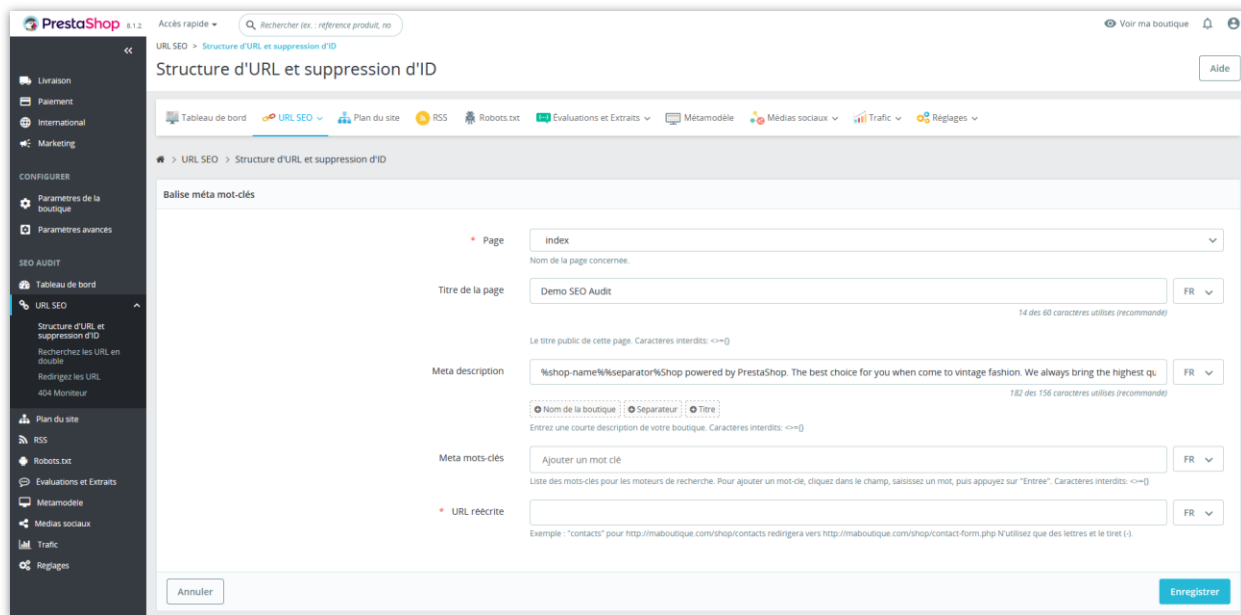 PrestaShop 8.1.2
Accès rapide
Rechercher (ex. : référence produit, no
Voir ma boutique
URL SEO > Structure d'URL et suppression d'ID
Structure d'URL et suppression d'ID
Aide
Livraison
Paiement
International
Marketing
CONFIGURER
Paramètres de la
boutique
Paramètres avancés
SEO AUDIT
Tableau de bord
URL SEO
Structure d'URL et
suppression d'ID
Recherchez les URL en
double
Redirigez les URL
404 Moniteur
Plan du site
RSS
Robots.txt
Évaluations et Extraits
Métamodèle
Médias sociaux
Trafic
Réglages
Tableau de bord URL SEO Plan du site RSS Robots.txt Évaluations et Extraits Métamodèle Médias sociaux Trafic Réglages
> URL SEO > Structure d'URL et suppression d'ID
Balise méta mot-clés
* Page
index
Nom de la page concernée.
Titre de la page
Demo SEO Audit
FR
14 des 60 caractères utilisés (recommandé)
Le titre public de cette page. Caractères interdits: <>={}
Meta description
%shop-name%%separator%Shop powered by PrestaShop. The best choice for you when come to vintage fashion. We always bring the highest qu
FR
182 des 156 caractères utilisés (recommandé)
Nom de la boutique Séparateur Titre
Entrez une courte description de votre boutique. Caractères interdits: <>={}
Meta mots-clés
Ajouter un mot clé
FR
Liste des mots-clés pour les moteurs de recherche. Pour ajouter un mot-clé, cliquez dans le champ, saisissez un mot, puis appuyez sur "Entrée". Caractères interdits: <>={}
* URL réécrite
FR
Exemple : "contacts" pour http://maboutique.com/shop/contacts redirigera vers http://maboutique.com/shop/contact-form.php N'utilisez que des lettres et le tiret (-).
Annuler
Enregistrer